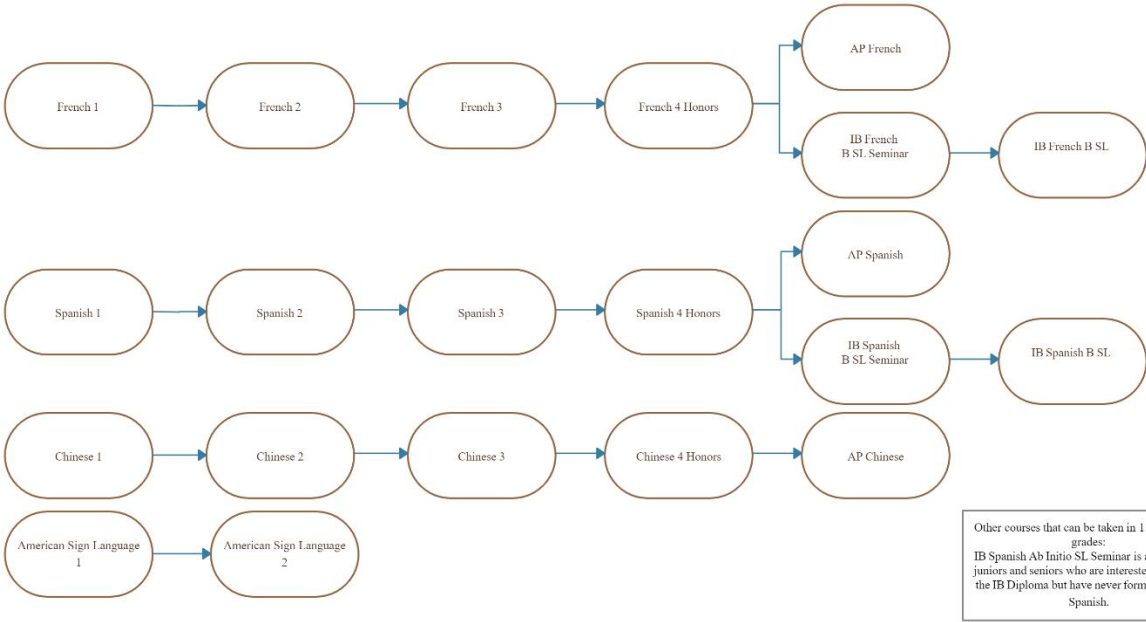 AP French
French 1
French 2
French 3
French 4 Honors
IB French
B SL Seminar
IB French B SL
AP Spanish
Spanish 1
Spanish 2
Spanish 3
Spanish 4 Honors
IB Spanish
B SL Seminar
IB Spanish B SL
Chinese 1
Chinese 2
Chinese 3
Chinese 4 Honors
AP Chinese
American Sign Language
1
American Sign Language
2
Other courses that can be taken in 1
grades:
IB Spanish Ab Initio SL Seminar is
juniors and seniors who are
the IB Diploma but have never
Spanish.